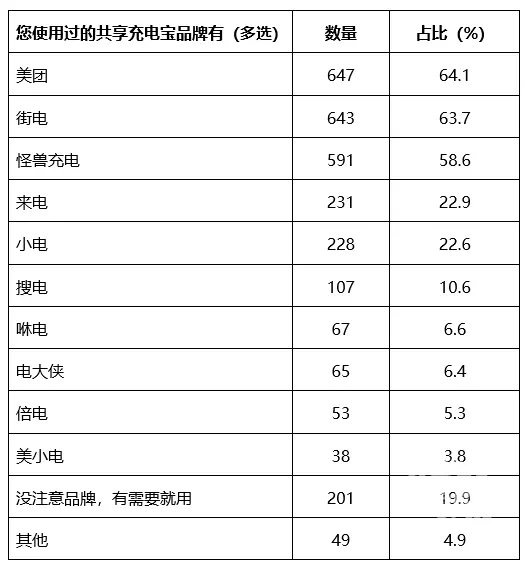 您使用过的共享充电宝品牌有（多选） 数量 占比（%）
美团 647 64.1
街电 643 63.7
怪兽充电 591 58.6
来电 231 22.9
小电 228 22.6
搜电 107 10.6
咻电 67 6.6
电大侠 65 6.4
倍电 53 5.3
美小电 38 3.8
没注意品牌，有需要就用 201 19.9
其他 49 4.9